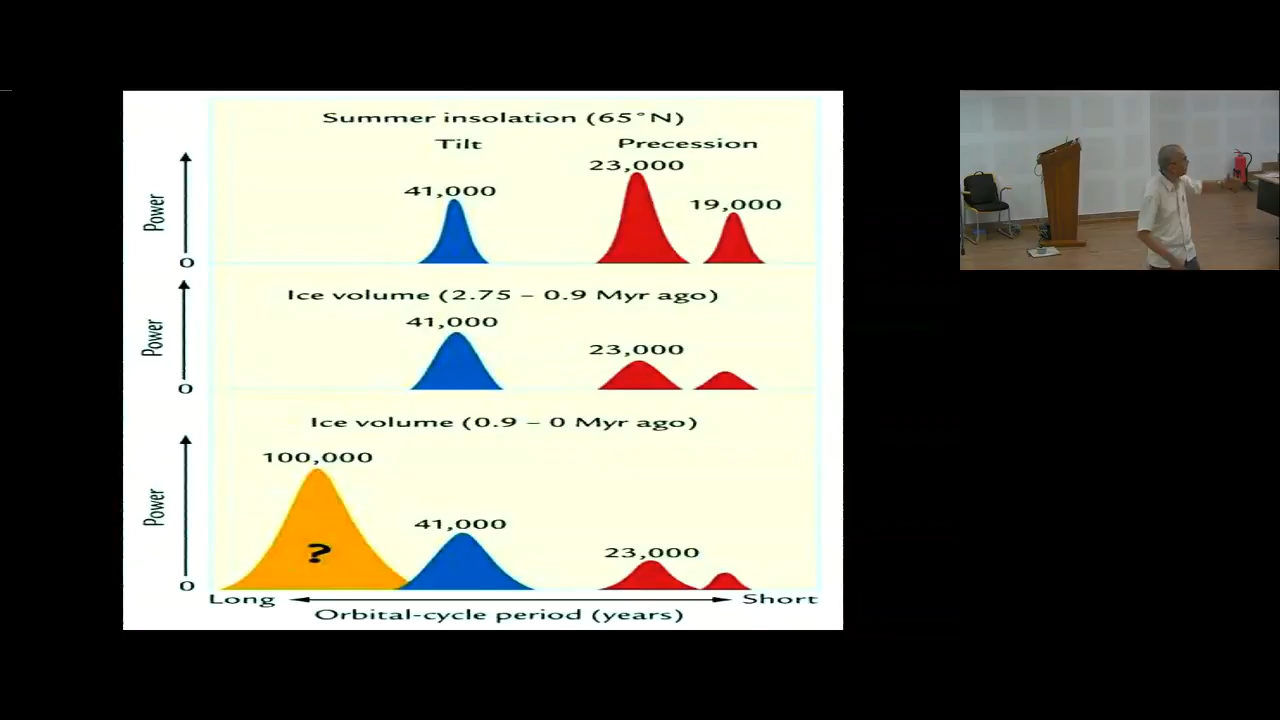 Summer insolation (65°N)
Tilt
Precession
23,000
41,000
19,000
Power
0
Ice volume (2.75 – 0.9 Myr ago)
41,000
23,000
Power
0
Ice volume (0.9 – 0 Myr ago)
100,000
41,000
23,000
?
Power
0
Long
Short
Orbital-cycle period (years)